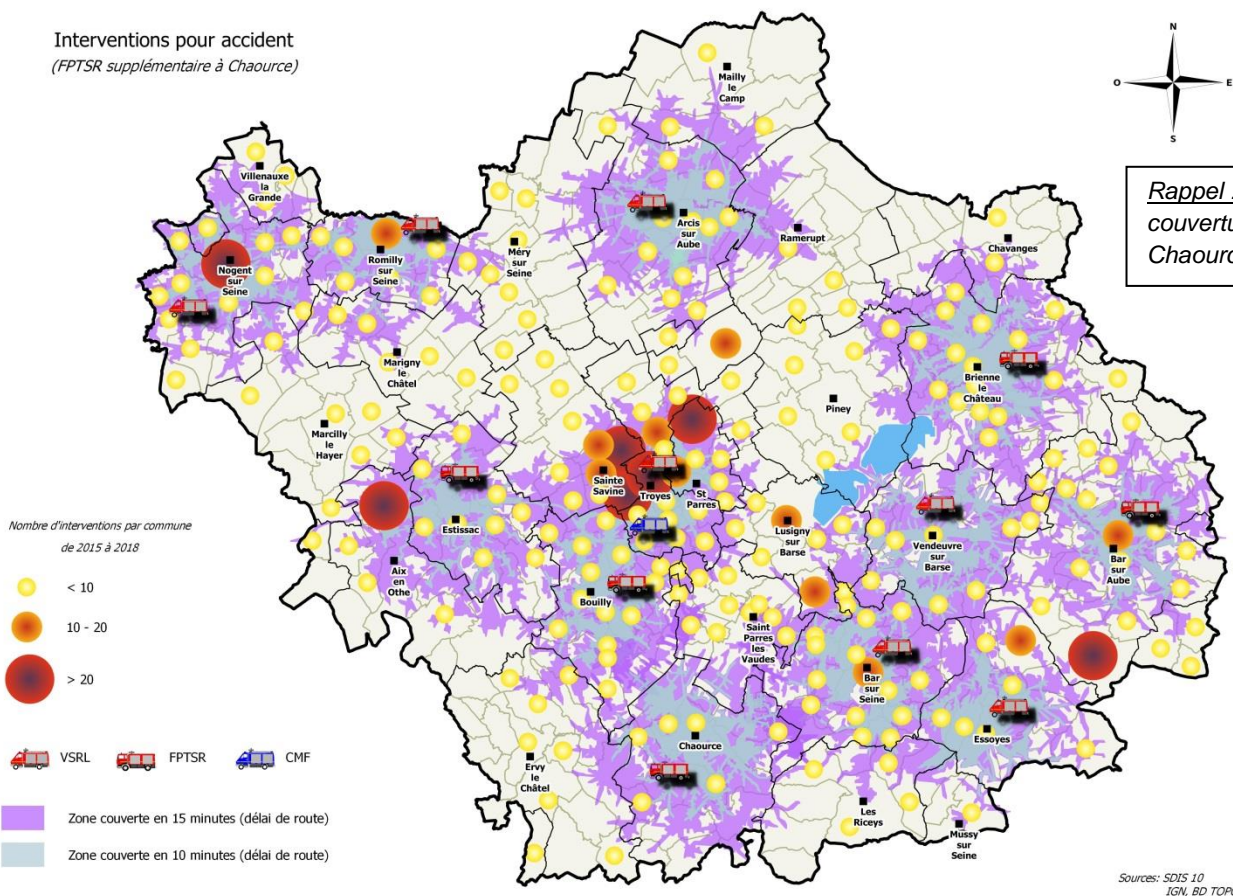 Interventions pour accident
(FPTSR supplémentaire à Chaource)
N
O
E
S
Rappel
couvertu
Chaourc
Mailly
le
Camp
Villenauxe
la
Grande
Arcis
sur
Aube
Ramerupt
Chavanges
Nogent
sur
Seine
Romilly
sur
Seine
Méry
sur
Seine
Marigny
le
Châtel
Brienne
le
Château
Piney
Marcilly
le
Hayer
Sainte
Savine
Troyes
St
Parres
Estissac
Lusigny
sur
Barse
Vendeuvre
sur
Barse
Bar
sur
Aube
Aix
en
Othe
Bouilly
Saint
Parres
les
Vaudes
Bar
sur
Seine
Essoyes
Chaource
Ervy
le
Châtel
Les
Riceys
Mussy
sur
Seine
Nombre d'interventions par commune
de 2015 à 2018
< 10
10 - 20
> 20
VSRL FPTSR CMF
Zone couverte en 15 minutes (délai de route)
Zone couverte en 10 minutes (délai de route)
Sources: SDIS 10
IGN, BD TOP